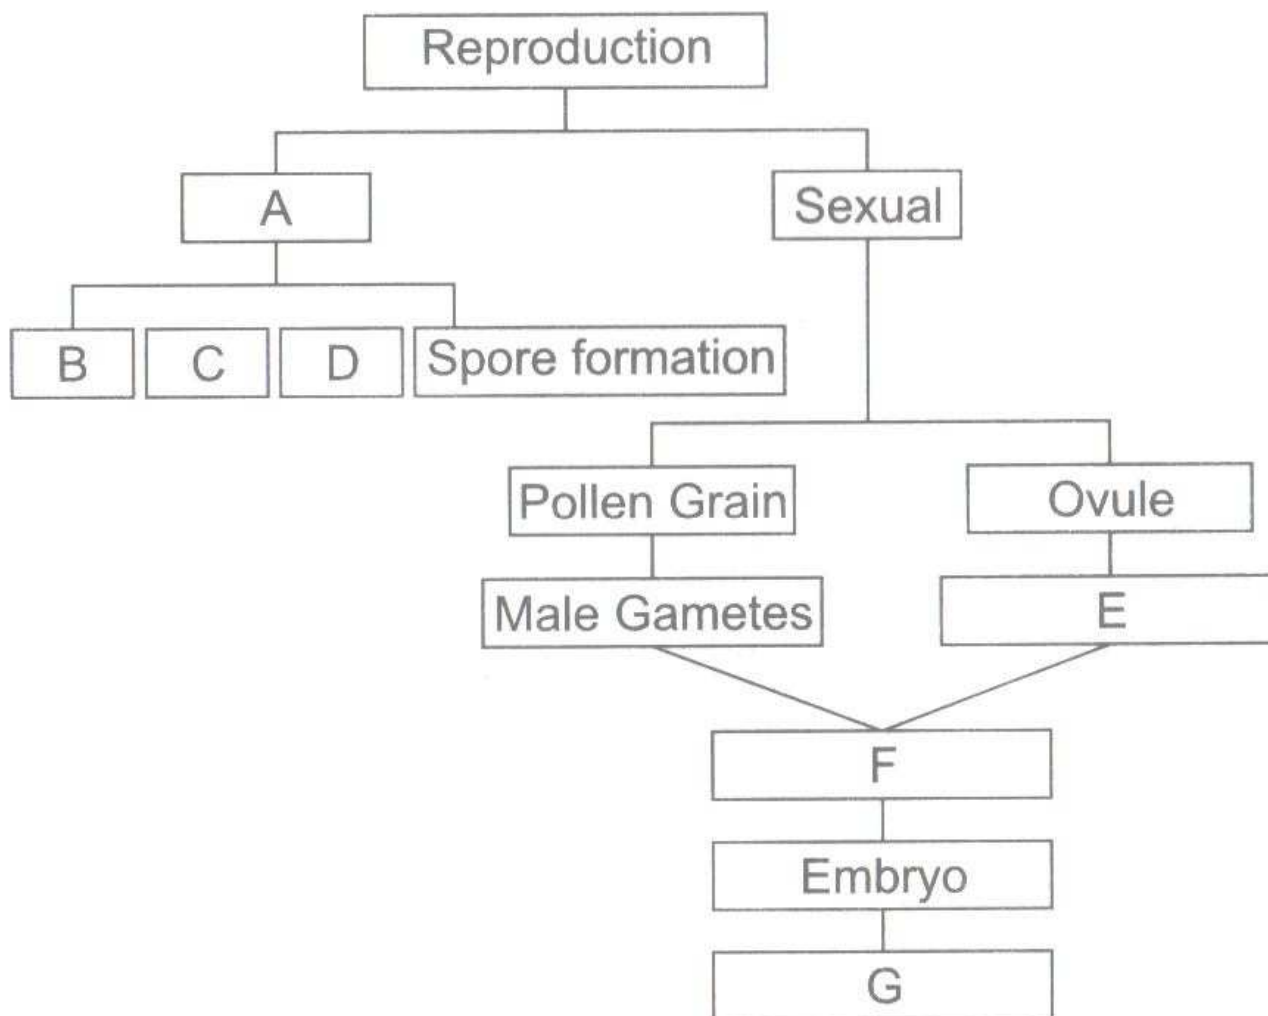 Reproduction
A
Sexual
B
C
D
Spore formation
Pollen Grain
Ovule
Male Gametes
E
F
Embryo
G